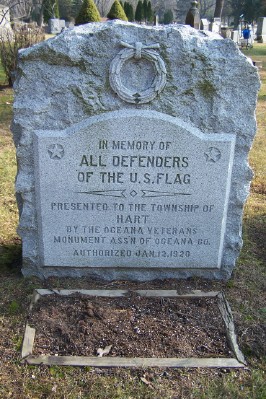 IN MEMORY OF
ALL DEFENDERS
OF THE U.S. FLAG
PRESENTED TO THE TOWNSHIP OF
HART
BY THE OCEANA VETERANS
MONUMENT ASS'N OF OCEANA CO.
AUTHORIZED JAN. 12, 1920